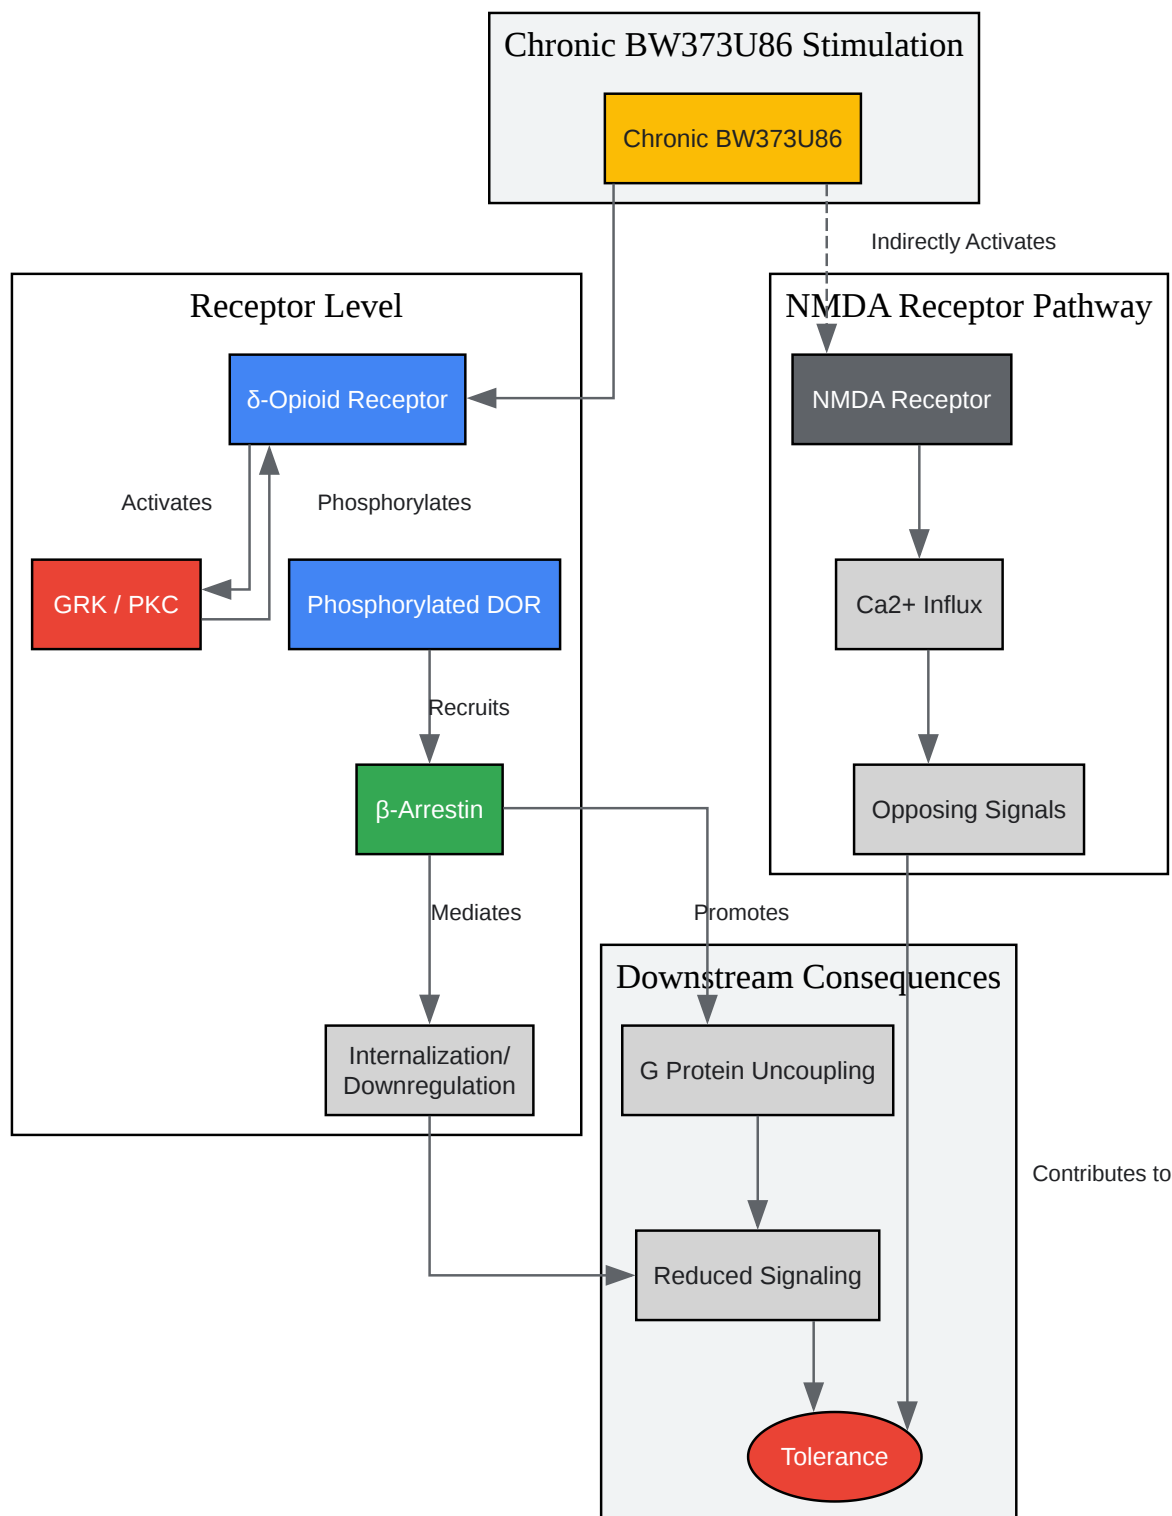 Chronic BW373U86 Stimulation
Chronic BW373U86
Indirectly Activates
Receptor Level
NMDA Receptor Pathway
δ-Opioid Receptor
NMDA Receptor
Activates
Phosphorylates
GRK / PKC
Phosphorylated DOR
Ca2+ Influx
Recruits
β-Arrestin
Opposing Signals
Mediates
Promotes
Downstream Consequences
Internalization/
Downregulation
G Protein Uncoupling
Contributes to
Reduced Signaling
Tolerance